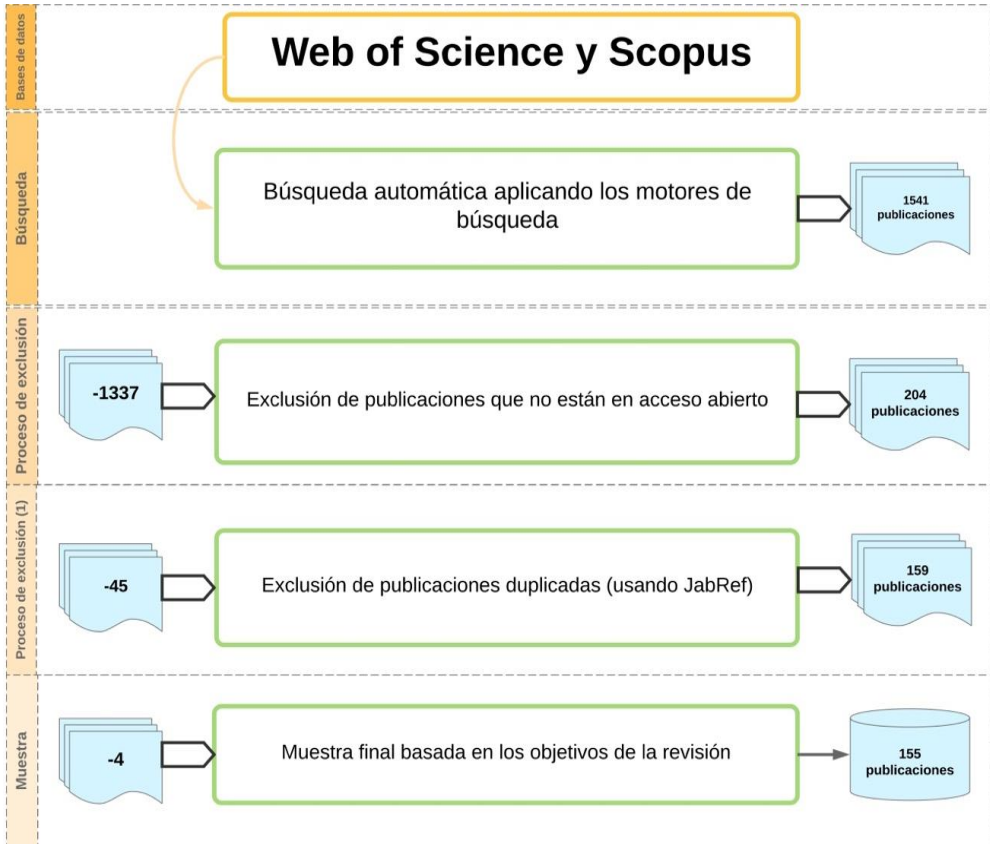 Bases de datos
Web of Science y Scopus
Búsqueda
Búsqueda automática aplicando los motores de
búsqueda
1541
publicaciones
Proceso de exclusión
-1337
Exclusión de publicaciones que no están en acceso abierto
204
publicaciones
Proceso de exclusión (1)
-45
Exclusión de publicaciones duplicadas (usando JabRef)
159
publicaciones
Muestra
-4
Muestra final basada en los objetivos de la revisión
155
publicaciones